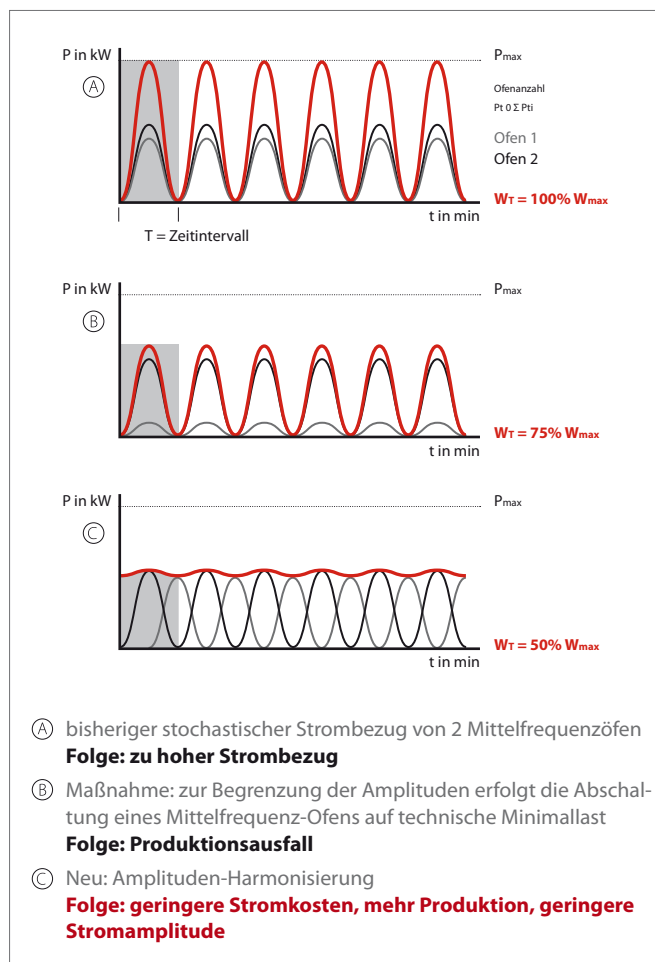 P in kW
Pmax
A
Ofenanzahl
Pt 0 Σ Pti
Ofen 1
Ofen 2
WT = 100% Wmax
t in min
T = Zeitintervall
P in kW
Pmax
B
WT = 75% Wmax
t in min
P in kW
Pmax
C
WT = 50% Wmax
t in min
A bisheriger stochastischer Strombezug von 2 Mittelfrequenzöfen
Folge: zu hoher Strombezug
B Maßnahme: zur Begrenzung der Amplituden erfolgt die Abschal-
tung eines Mittelfrequenz-Ofens auf technische Minimallast
Folge: Produktionsausfall
C Neu: Amplituden-Harmonisierung
Folge: geringere Stromkosten, mehr Produktion, geringere
Stromamplitude